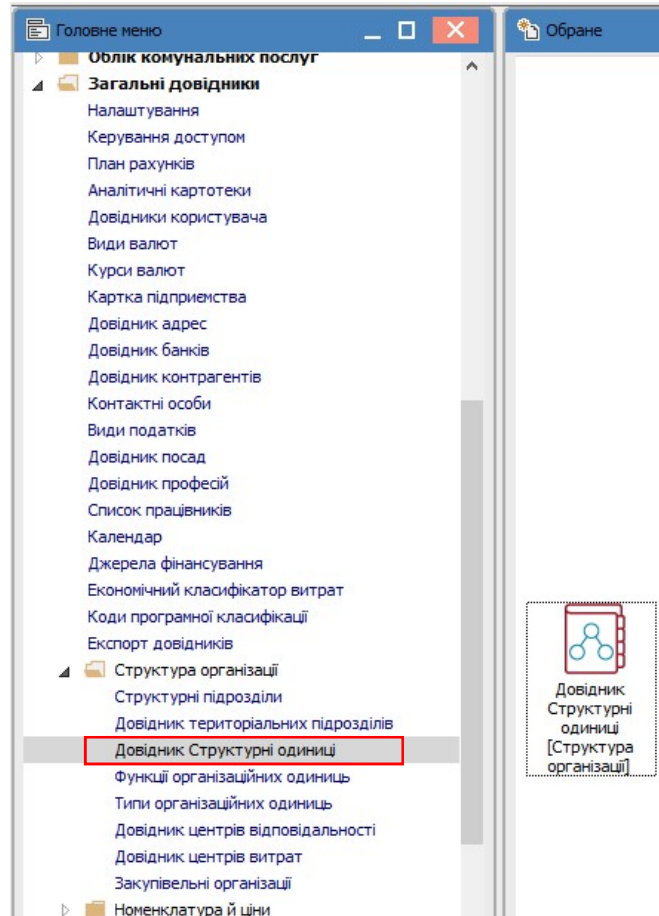 Головне меню
Облік комунальних послуг
Загальні довідники
Налаштування
Керування доступом
План рахунків
Аналітичні картотеки
Довідники користувача
Види валют
Курси валют
Картка підприємства
Довідник адрес
Довідник банків
Довідник контрагентів
Контактні особи
Види податків
Довідник посад
Довідник професій
Список працівників
Календар
Джерела фінансування
Економічний класифікатор витрат
Коди програмної класифікації
Експорт довідників
Структура організації
Структурні підрозділи
Довідник територіальних підрозділів
Довідник Структурні одиниці
Функції організаційних одиниць
Типи організаційних одиниць
Довідник центрів відповідальності
Довідник центрів витрат
Закупівельні організації
Номенклатура й ціни
Обране
Довідник
Структурні
одиниці
[Структура
організації]